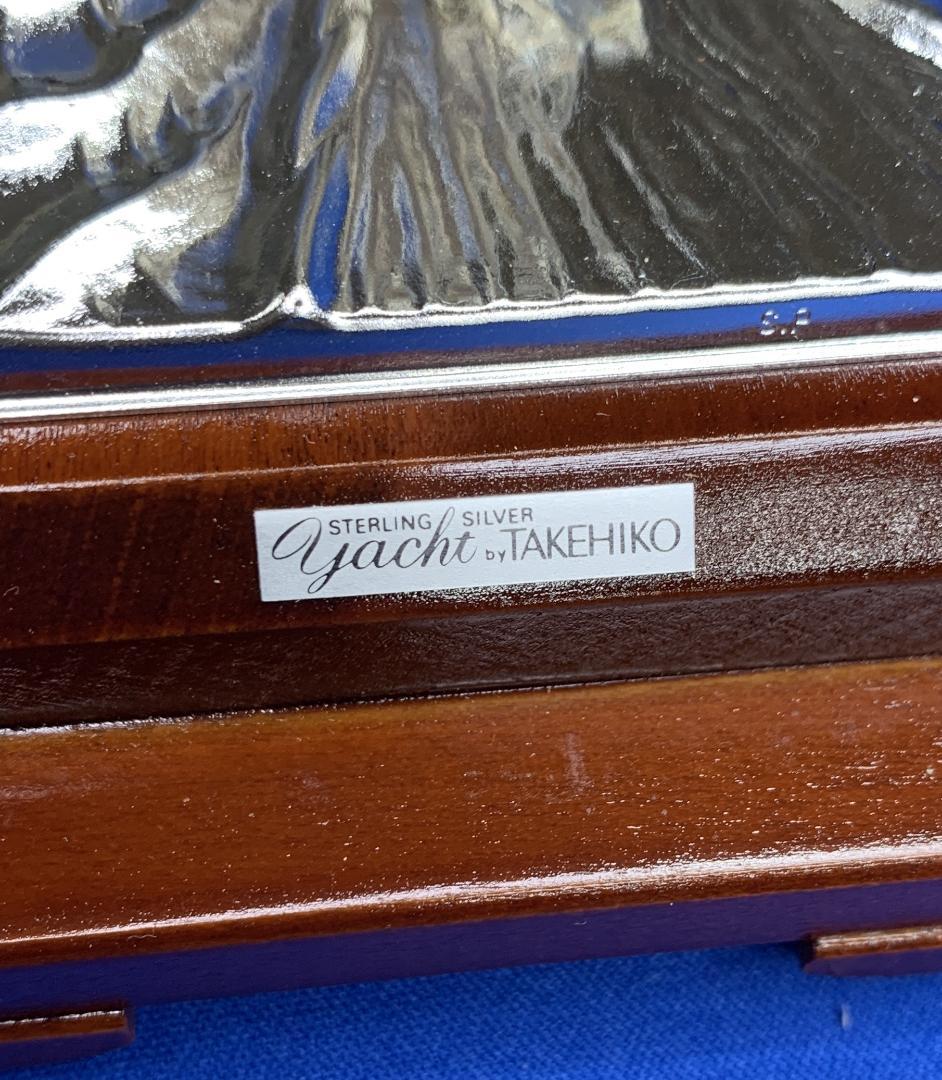 S.P
STERLING SILVER
yacht by TAKEHIKO